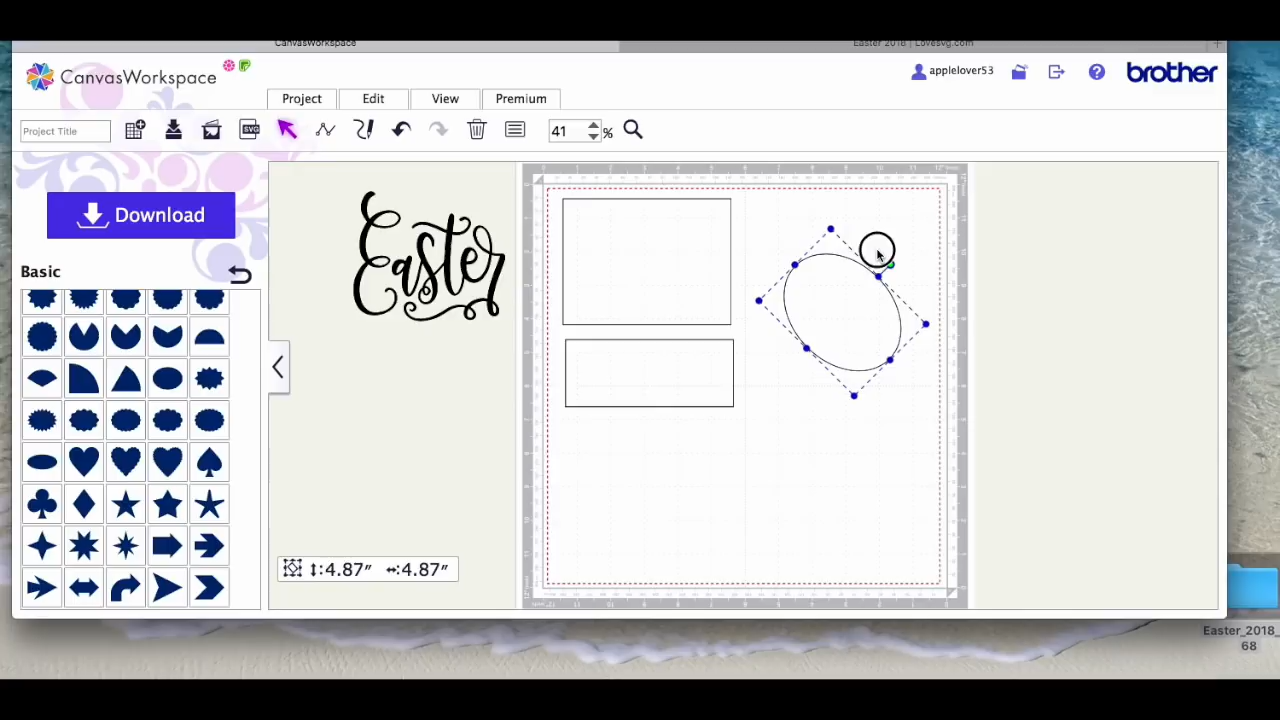 CanvasWorkspace
Easter 2018 | Lovesvg.com
CanvasWorkspace
applelover53
brother
Project
Edit
View
Premium
Project Title
SVG
41
%
Download
Basic
Easter
↕:4.87″ ↔:4.87″
Easter_2018_
68